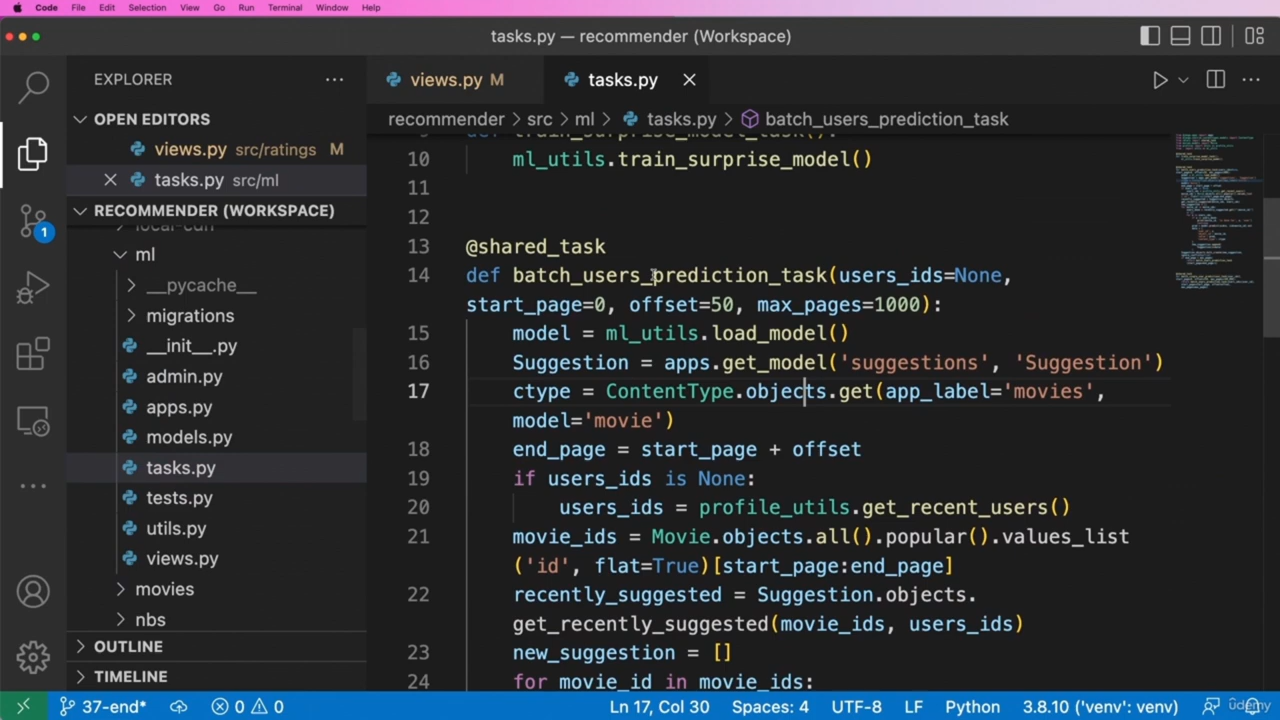 Code File Edit Selection View Go Run Terminal Window Help
tasks.py — recommender (Workspace)
EXPLORER
views.py M
tasks.py
OPEN EDITORS
views.py src/ratings M
tasks.py src/ml
RECOMMENDER (WORKSPACE)
local-cdn
ml
__pycache__
migrations
__init__.py
admin.py
apps.py
models.py
tasks.py
tests.py
utils.py
views.py
movies
nbs
OUTLINE
TIMELINE
1
recommender > src > ml > tasks.py > batch_users_prediction_task
9 def train_surprise_model_task():
10 ml_utils.train_surprise_model()
11
12
13 @shared_task
14 def batch_users_prediction_task(users_ids=None,
start_page=0, offset=50, max_pages=1000):
15 model = ml_utils.load_model()
16 Suggestion = apps.get_model('suggestions', 'Suggestion')
17 ctype = ContentType.objects.get(app_label='movies',
model='movie')
18 end_page = start_page + offset
19 if users_ids is None:
20 users_ids = profile_utils.get_recent_users()
21 movie_ids = Movie.objects.all().popular().values_list
('id', flat=True)[start_page:end_page]
22 recently_suggested = Suggestion.objects.
get_recently_suggested(movie_ids, users_ids)
23 new_suggestion = []
24 for movie_id in movie_ids:
37-end* 0 0 Ln 17, Col 30 Spaces: 4 UTF-8 LF Python 3.8.10 ('venv': venv)
udemy